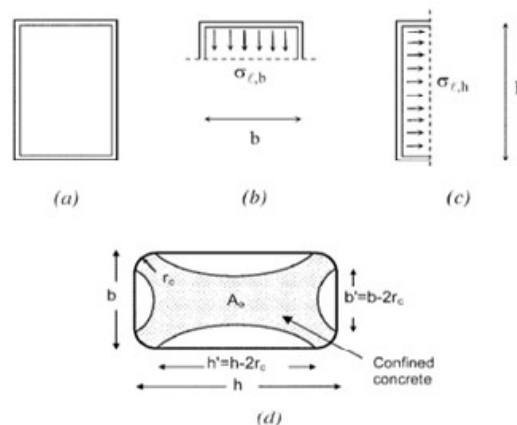 σℓ,b
b
σℓ,h
(a)
(b)
(c)
b
rc
Ae
b'=b-2rc
h'=h-2rc
h
Confined
concrete
(d)